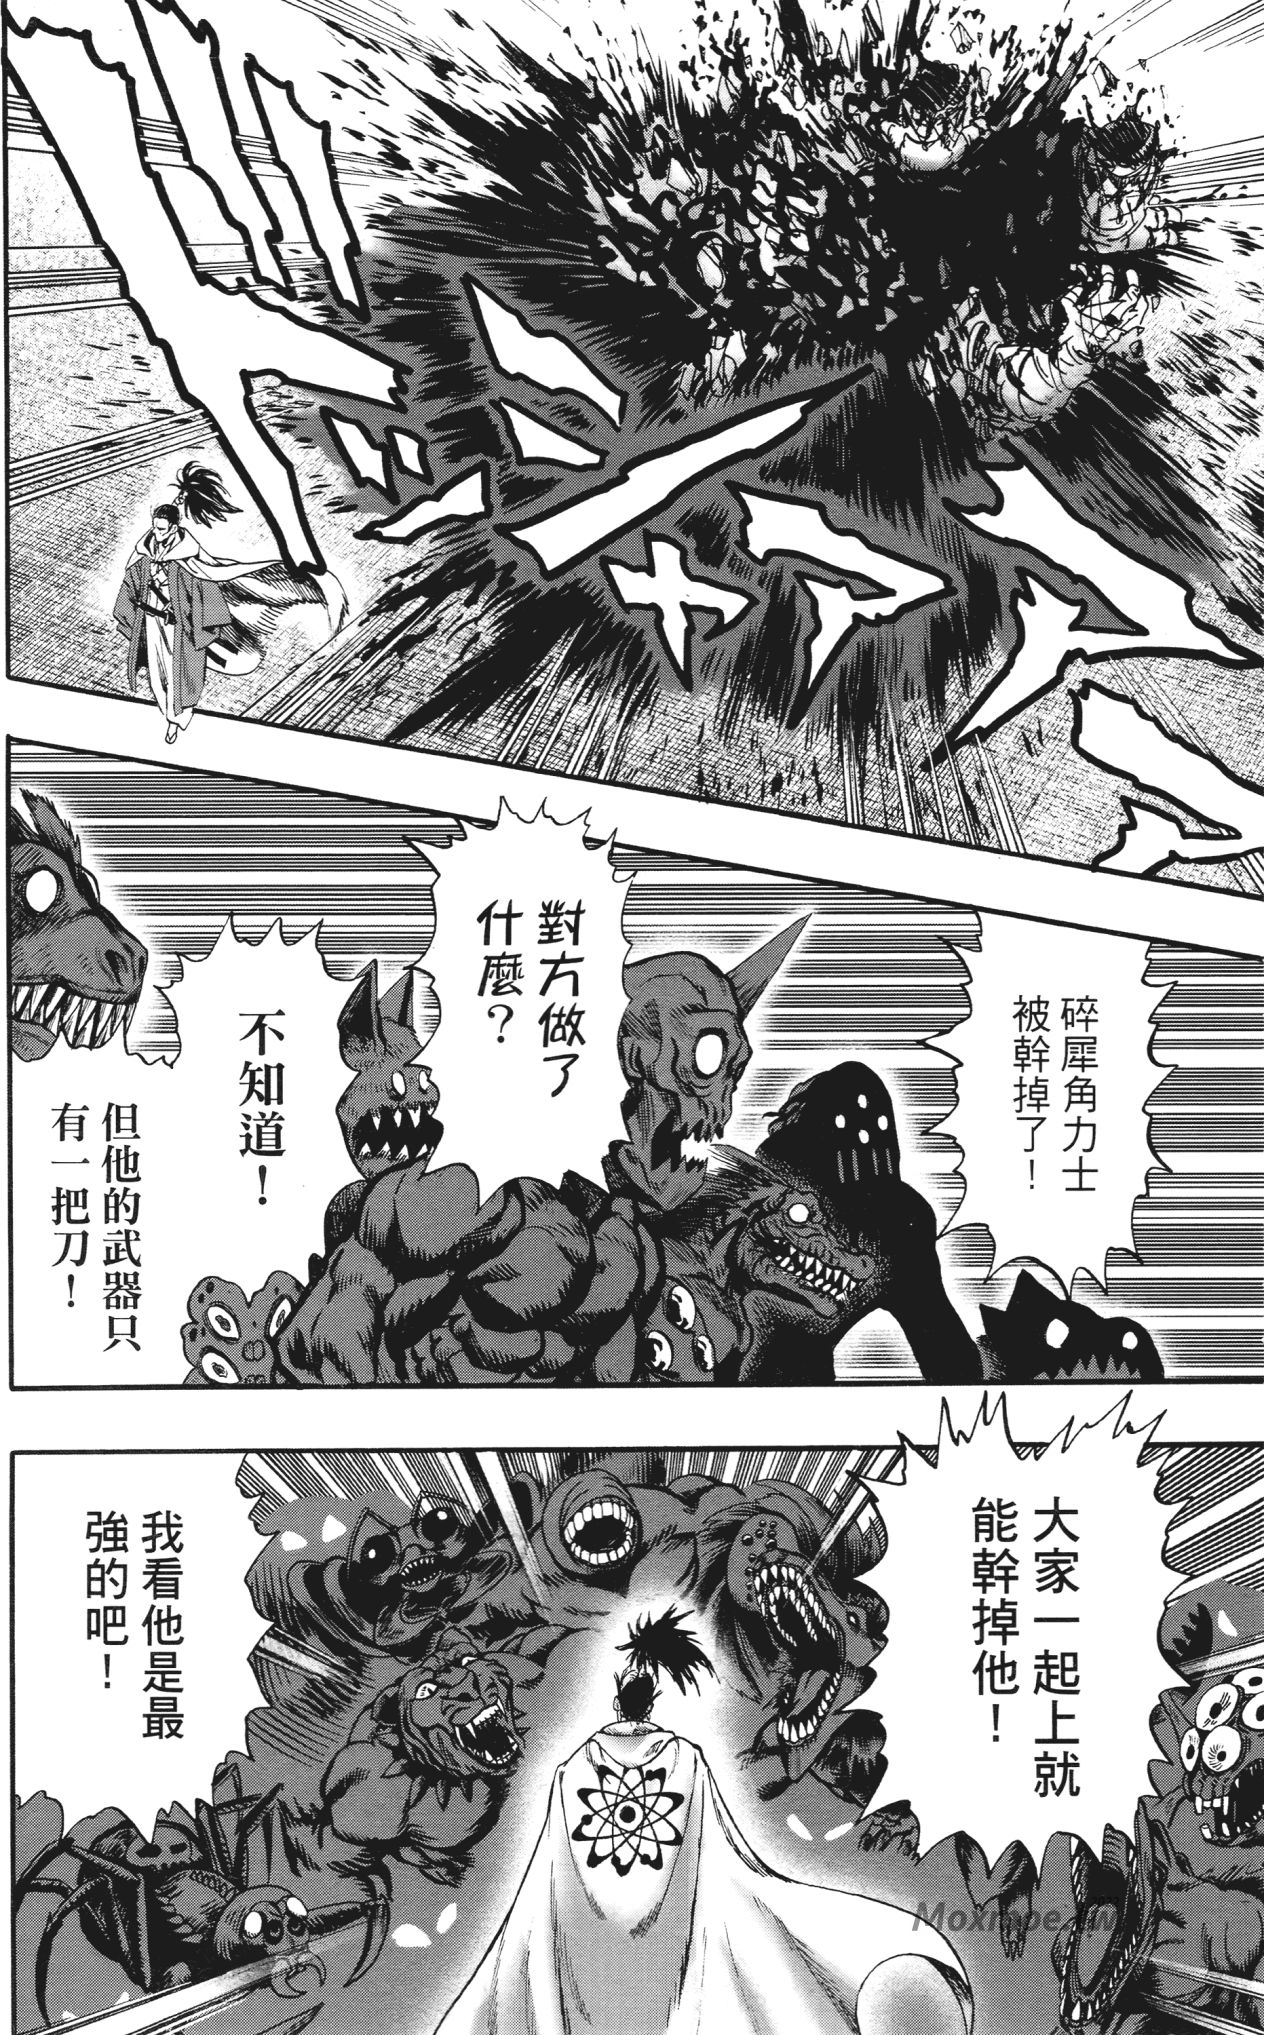 碎犀角力士
被幹掉了！
對方做了
什麼？
不知道！
但他的武器只
有一把刀！
大家一起上就
能幹掉他！
我看他是最
強的吧！